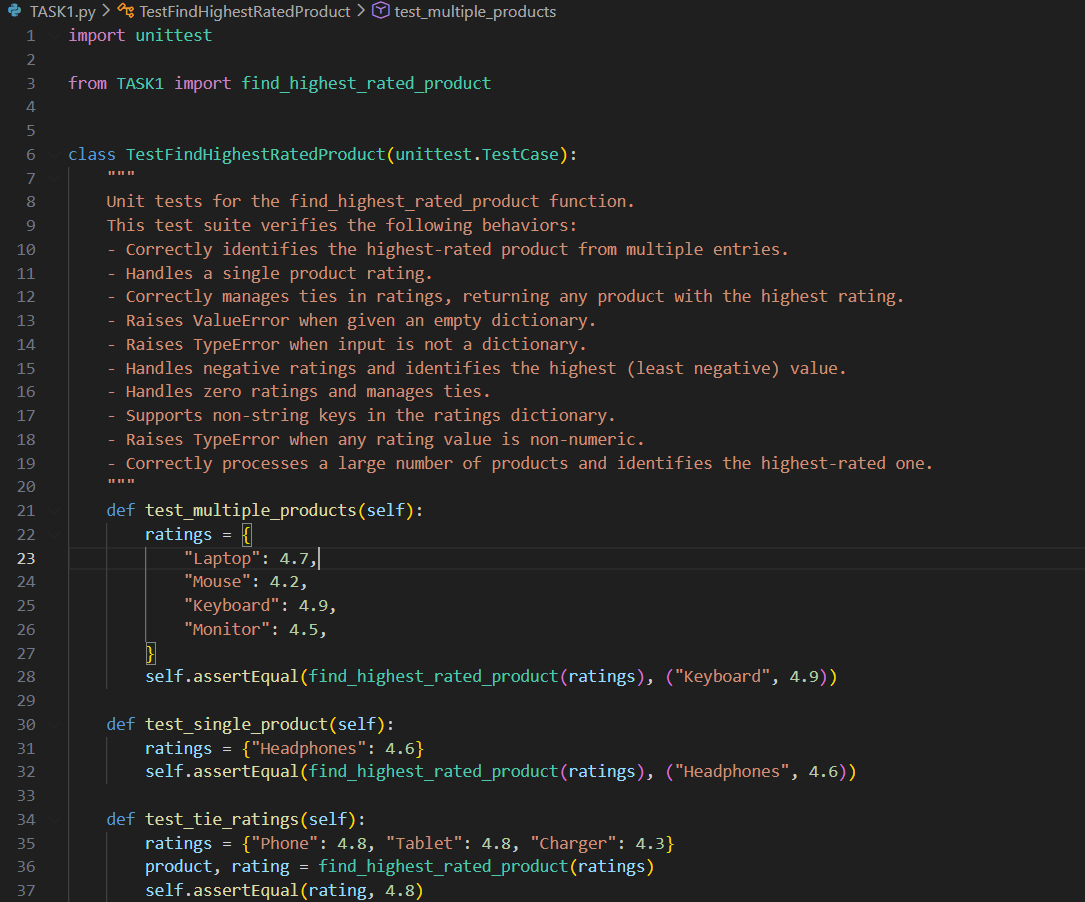 TASK1.py > TestFindHighestRatedProduct > test_multiple_products
1 import unittest
2
3 from TASK1 import find_highest_rated_product
4
5
6 class TestFindHighestRatedProduct(unittest.TestCase):
7     """
8     Unit tests for the find_highest_rated_product function.
9     This test suite verifies the following behaviors:
10     - Correctly identifies the highest-rated product from multiple entries.
11     - Handles a single product rating.
12     - Correctly manages ties in ratings, returning any product with the highest rating.
13     - Raises ValueError when given an empty dictionary.
14     - Raises TypeError when input is not a dictionary.
15     - Handles negative ratings and identifies the highest (least negative) value.
16     - Handles zero ratings and manages ties.
17     - Supports non-string keys in the ratings dictionary.
18     - Raises TypeError when any rating value is non-numeric.
19     - Correctly processes a large number of products and identifies the highest-rated one.
20     """
21     def test_multiple_products(self):
22         ratings = {
23             "Laptop": 4.7,
24             "Mouse": 4.2,
25             "Keyboard": 4.9,
26             "Monitor": 4.5,
27         }
28         self.assertEqual(find_highest_rated_product(ratings), ("Keyboard", 4.9))
29
30     def test_single_product(self):
31         ratings = {"Headphones": 4.6}
32         self.assertEqual(find_highest_rated_product(ratings), ("Headphones", 4.6))
33
34     def test_tie_ratings(self):
35         ratings = {"Phone": 4.8, "Tablet": 4.8, "Charger": 4.3}
36         product, rating = find_highest_rated_product(ratings)
37         self.assertEqual(rating, 4.8)